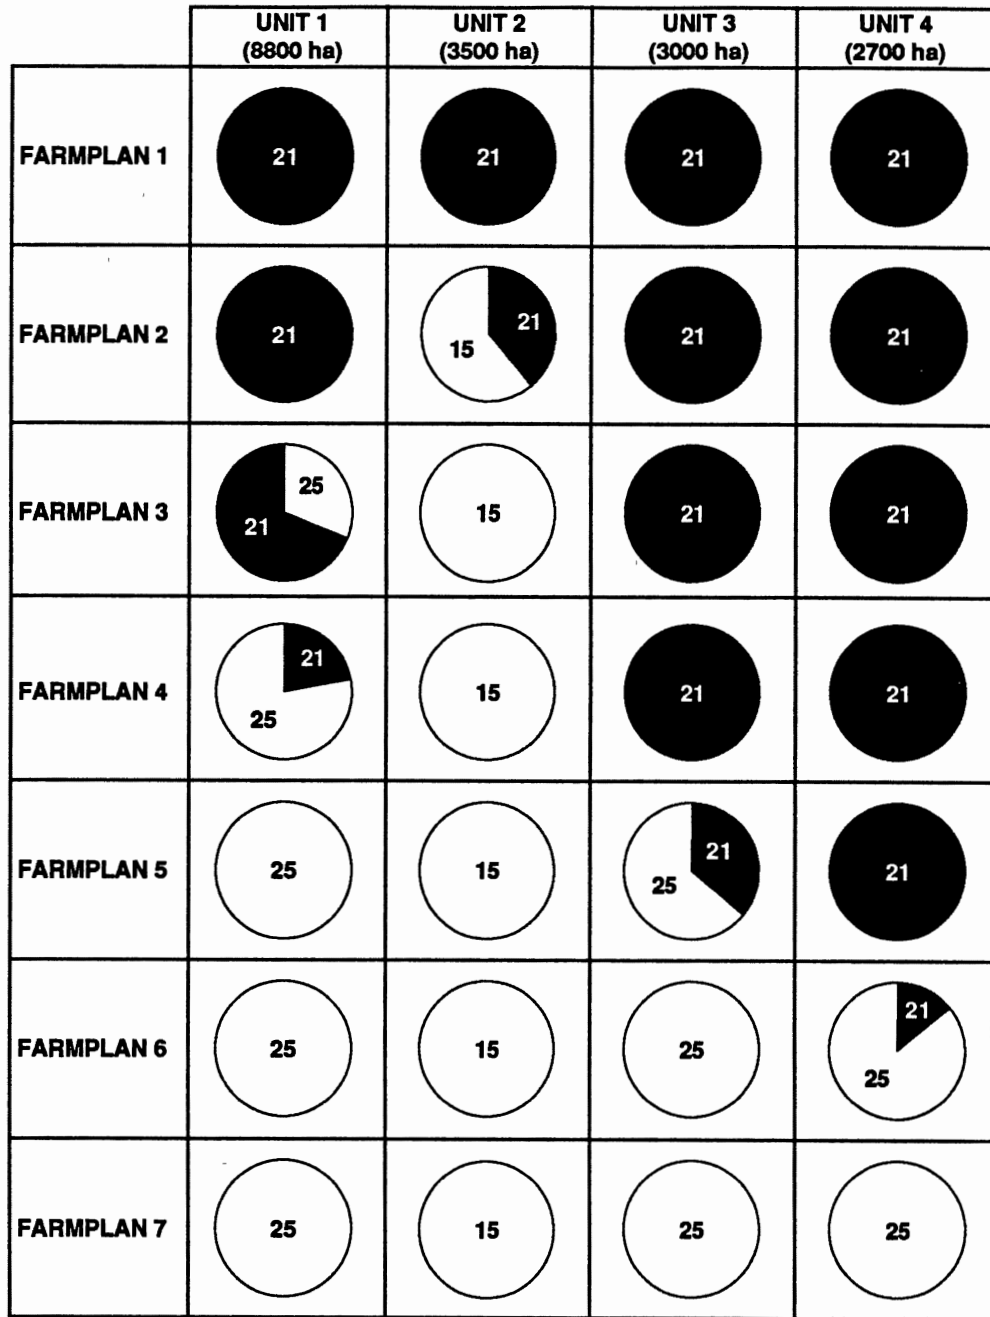 UNIT 1 UNIT 2 UNIT 3 UNIT 4
(8800 ha) (3500 ha) (3000 ha) (2700 ha)
FARMPLAN 1 21 21 21 21
FARMPLAN 2 21 21 15 21 21
FARMPLAN 3 25 21 15 21 21
FARMPLAN 4 21 25 15 21 21
FARMPLAN 5 25 15 21 25 21
FARMPLAN 6 25 15 25 21 25
FARMPLAN 7 25 15 25 25